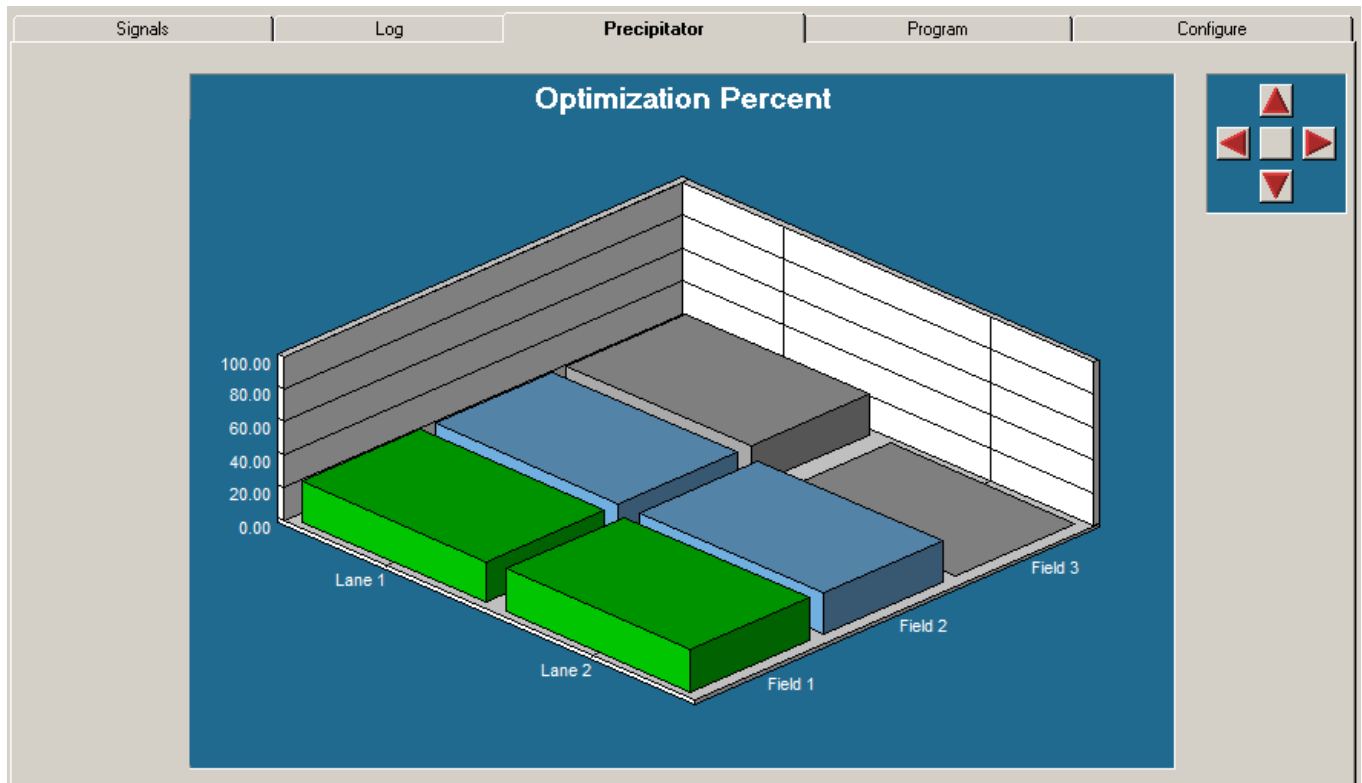 Signals
Log
Precipitator
Program
Configure
Optimization Percent
100.00
80.00
60.00
40.00
20.00
0.00
Lane 1
Lane 2
Field 1
Field 2
Field 3